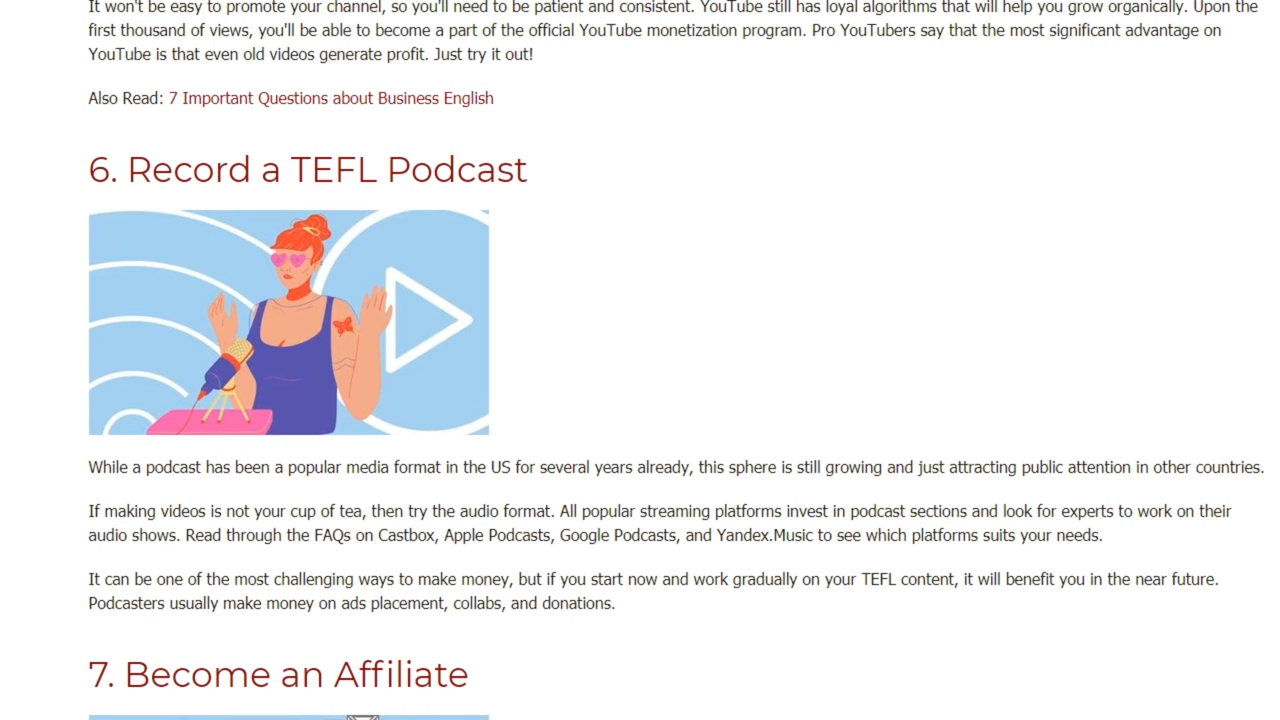 It won't be easy to promote your channel, so you'll need to be patient and consistent. YouTube still has loyal algorithms that will help you grow organically. Upon the
first thousand of views, you'll be able to become a part of the official YouTube monetization program. Pro YouTubers say that the most significant advantage on
YouTube is that even old videos generate profit. Just try it out!
Also Read: 7 Important Questions about Business English
6. Record a TEFL Podcast
While a podcast has been a popular media format in the US for several years already, this sphere is still growing and just attracting public attention in other countries.
If making videos is not your cup of tea, then try the audio format. All popular streaming platforms invest in podcast sections and look for experts to work on their
audio shows. Read through the FAQs on Castbox, Apple Podcasts, Google Podcasts, and Yandex.Music to see which platforms suits your needs.
It can be one of the most challenging ways to make money, but if you start now and work gradually on your TEFL content, it will benefit you in the near future.
Podcasters usually make money on ads placement, collabs, and donations.
7. Become an Affiliate